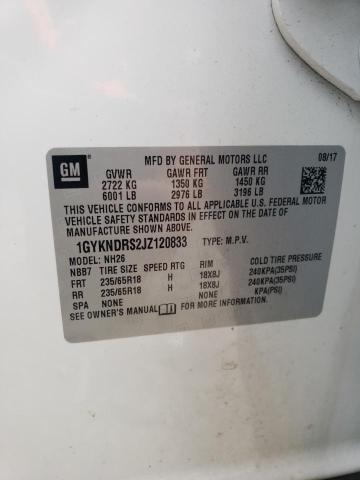 GM
MFD BY GENERAL MOTORS LLC 08/17
GVWR GAWR FRT GAWR RR
2722 KG 1350 KG 1450 KG
6001 LB 2976 LB 3196 LB
THIS VEHICLE CONFORMS TO ALL APPLICABLE U.S. FEDERAL MOTOR
VEHICLE SAFETY STANDARDS IN EFFECT ON THE DATE OF
MANUFACTURE SHOWN ABOVE.
1GYKNDRS2JZ120833 TYPE: M.P.V.
MODEL: NH26
NBB7 TIRE SIZE SPEED RTG RIM COLD TIRE PRESSURE
FRT 235/65R18 H 18X8J 240KPA(35PSI)
RR 235/65R18 H 18X8J 240KPA(35PSI)
SPA NONE NONE KPA(PSI)
SEE OWNER'S MANUAL FOR MORE INFORMATION.